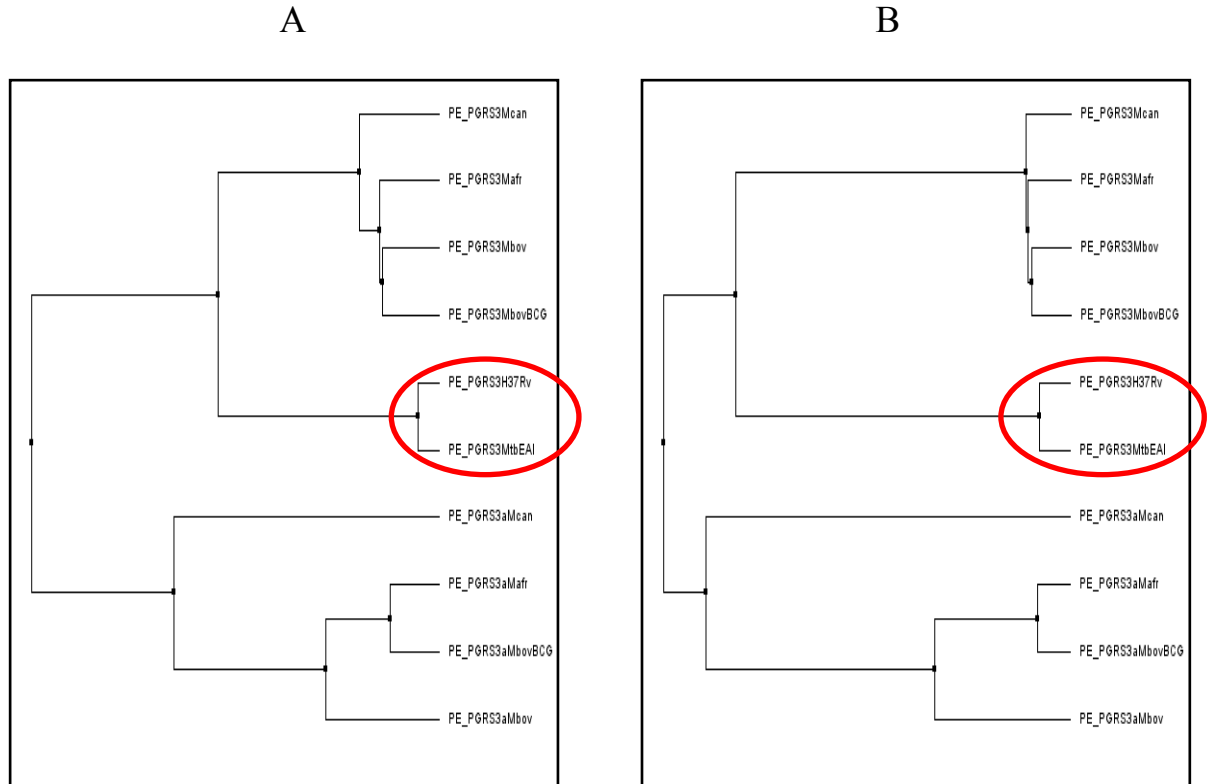 A
PE_PGRS3Mcan
PE_PGRS3Mafr
PE_PGRS3Mbov
PE_PGRS3MbovBCG
PE_PGRS3H37Rv
PE_PGRS3MtbEAI
PE_PGRS3aMcan
PE_PGRS3aMafr
PE_PGRS3aMbovBCG
PE_PGRS3aMbov
B
PE_PGRS3Mcan
PE_PGRS3Mafr
PE_PGRS3Mbov
PE_PGRS3MbovBCG
PE_PGRS3H37Rv
PE_PGRS3MtbEAI
PE_PGRS3aMcan
PE_PGRS3aMafr
PE_PGRS3aMbovBCG
PE_PGRS3aMbov